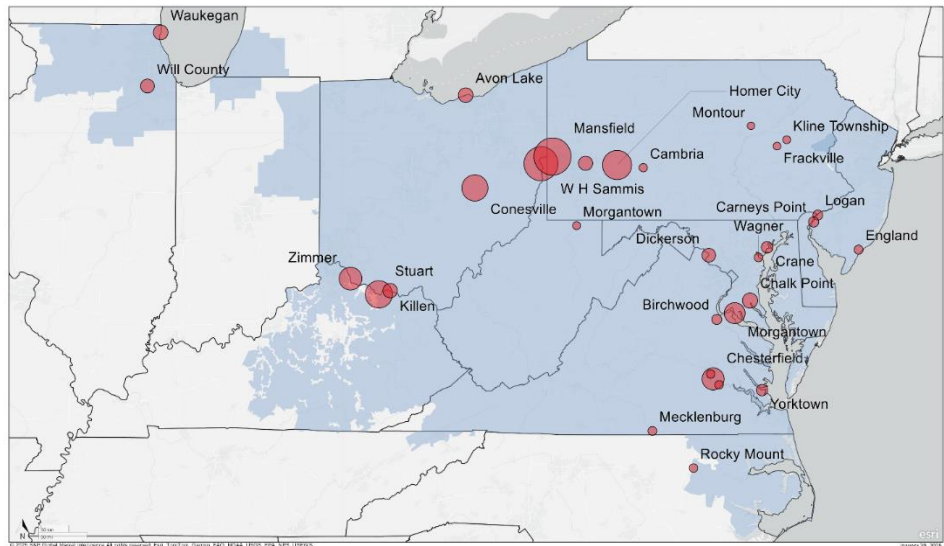 Waukegan
Will County
Avon Lake
Homer City
Mansfield
Montour
Kline Township
Cambria
Frackville
W H Sammis
Conesville
Morgantown
Carneys Point
Logan
Wagner
England
Dickerson
Crane
Zimmer
Stuart
Chalk Point
Killen
Birchwood
Morgantown
Chesterfield
Yorktown
Mecklenburg
Rocky Mount
N
esri